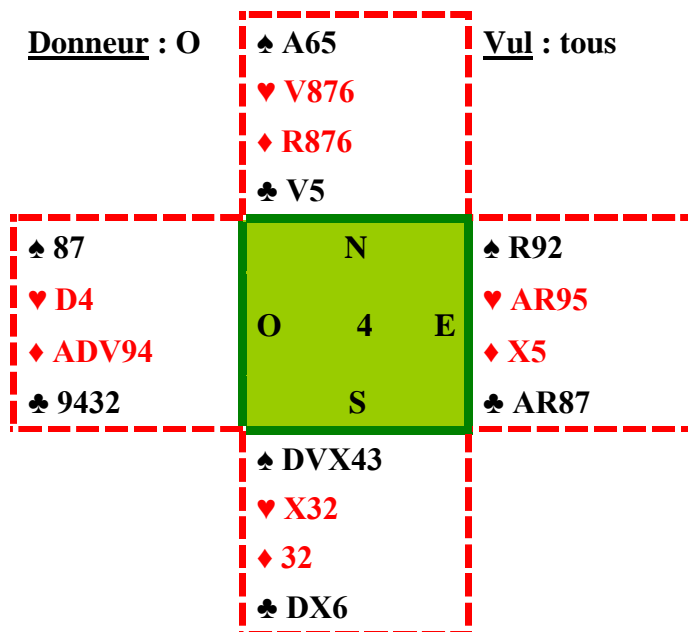 Donneur : O
♠ A65
Vul : tous
♥ V876
♦ R876
♣ V5
♠ 87
♥ D4
♦ ADV94
♣ 9432
N
O 4 E
S
♠ R92
♥ AR95
♦ X5
♣ AR87
♠ DVX43
♥ X32
♦ 32
♣ DX6